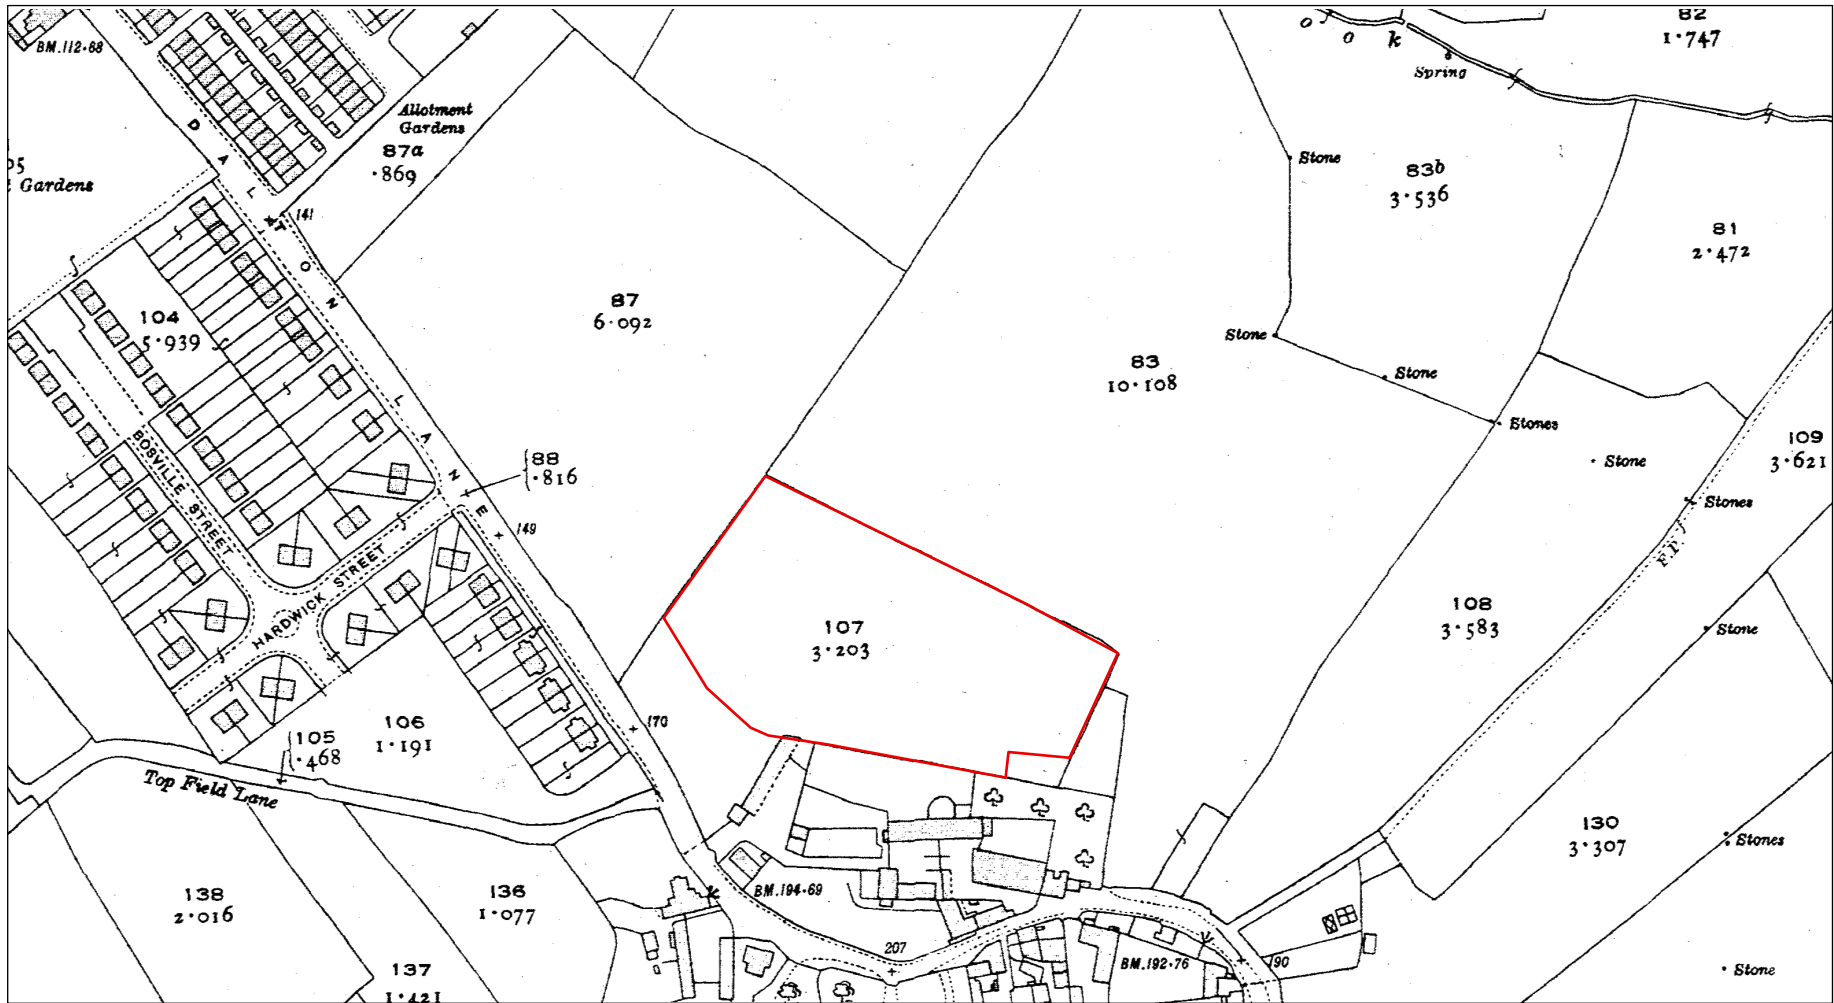 BM.112·68
82
1·747
o o k
Spring
Allotment
Gardens
87a
·869
D A L T O N L A N E
Gardens
141
Stone
83b
3·536
81
2·472
104
5·939
87
6·092
Stone
83
10·108
Stone
Stones
Stone
109
3·621
Stones
88
·816
149
BOSVILLE STREET
HARDWICK STREET
F.P.
107
3·203
108
3·583
Stone
106
1·191
170
105
·468
Top Field Lane
130
3·307
Stones
138
2·016
136
1·077
BM.194·69
207
137
1·421
BM.192·76
190
Stone